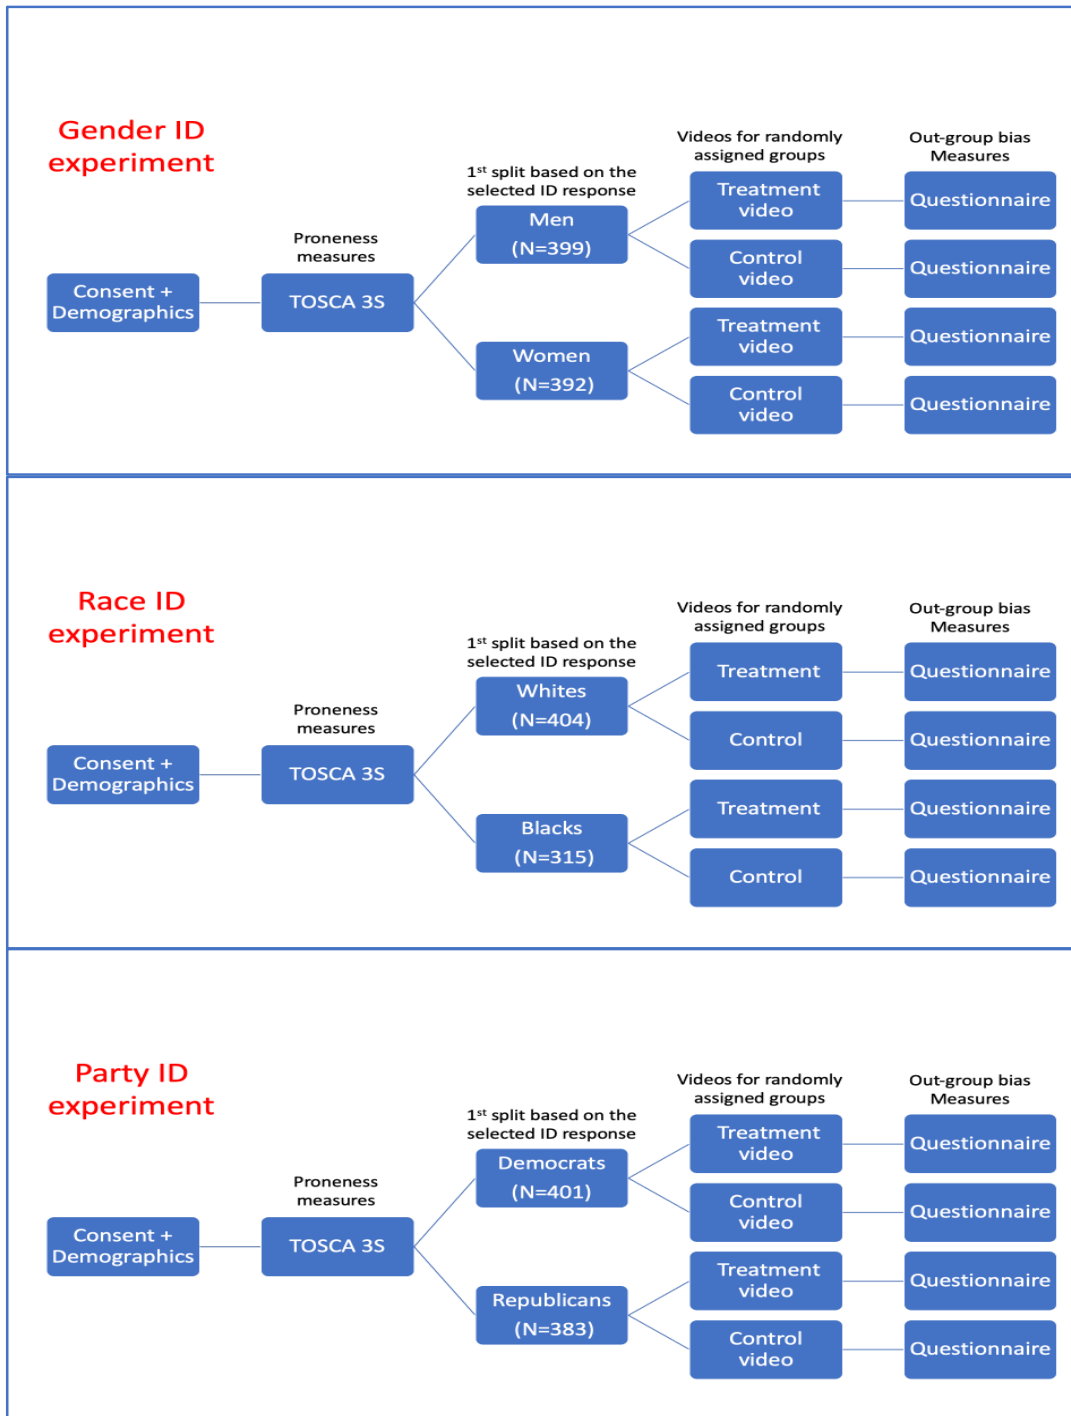 Gender ID
experiment
Consent +
Demographics
Proneness
measures
TOSCA 3S
1st split based on the
selected ID response
Men
(N=399)
Women
(N=392)
Videos for randomly
assigned groups
Treatment
video
Control
video
Treatment
video
Control
video
Out-group bias
Measures
Questionnaire
Questionnaire
Questionnaire
Questionnaire
Race ID
experiment
Consent +
Demographics
Proneness
measures
TOSCA 3S
1st split based on the
selected ID response
Whites
(N=404)
Blacks
(N=315)
Videos for randomly
assigned groups
Treatment
Control
Treatment
Control
Out-group bias
Measures
Questionnaire
Questionnaire
Questionnaire
Questionnaire
Party ID
experiment
Consent +
Demographics
Proneness
measures
TOSCA 3S
1st split based on the
selected ID response
Democrats
(N=401)
Republicans
(N=383)
Videos for randomly
assigned groups
Treatment
video
Control
video
Treatment
video
Control
video
Out-group bias
Measures
Questionnaire
Questionnaire
Questionnaire
Questionnaire